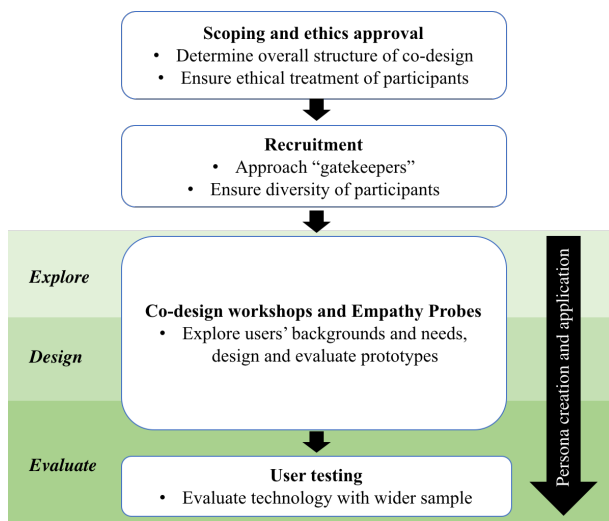 Scoping and ethics approval
• Determine overall structure of co-design
• Ensure ethical treatment of participants
Recruitment
• Approach “gatekeepers”
• Ensure diversity of participants
Explore
Co-design workshops and Empathy Probes
• Explore users’ backgrounds and needs,
design and evaluate prototypes
Design
Persona creation and application
Evaluate
User testing
• Evaluate technology with wider sample